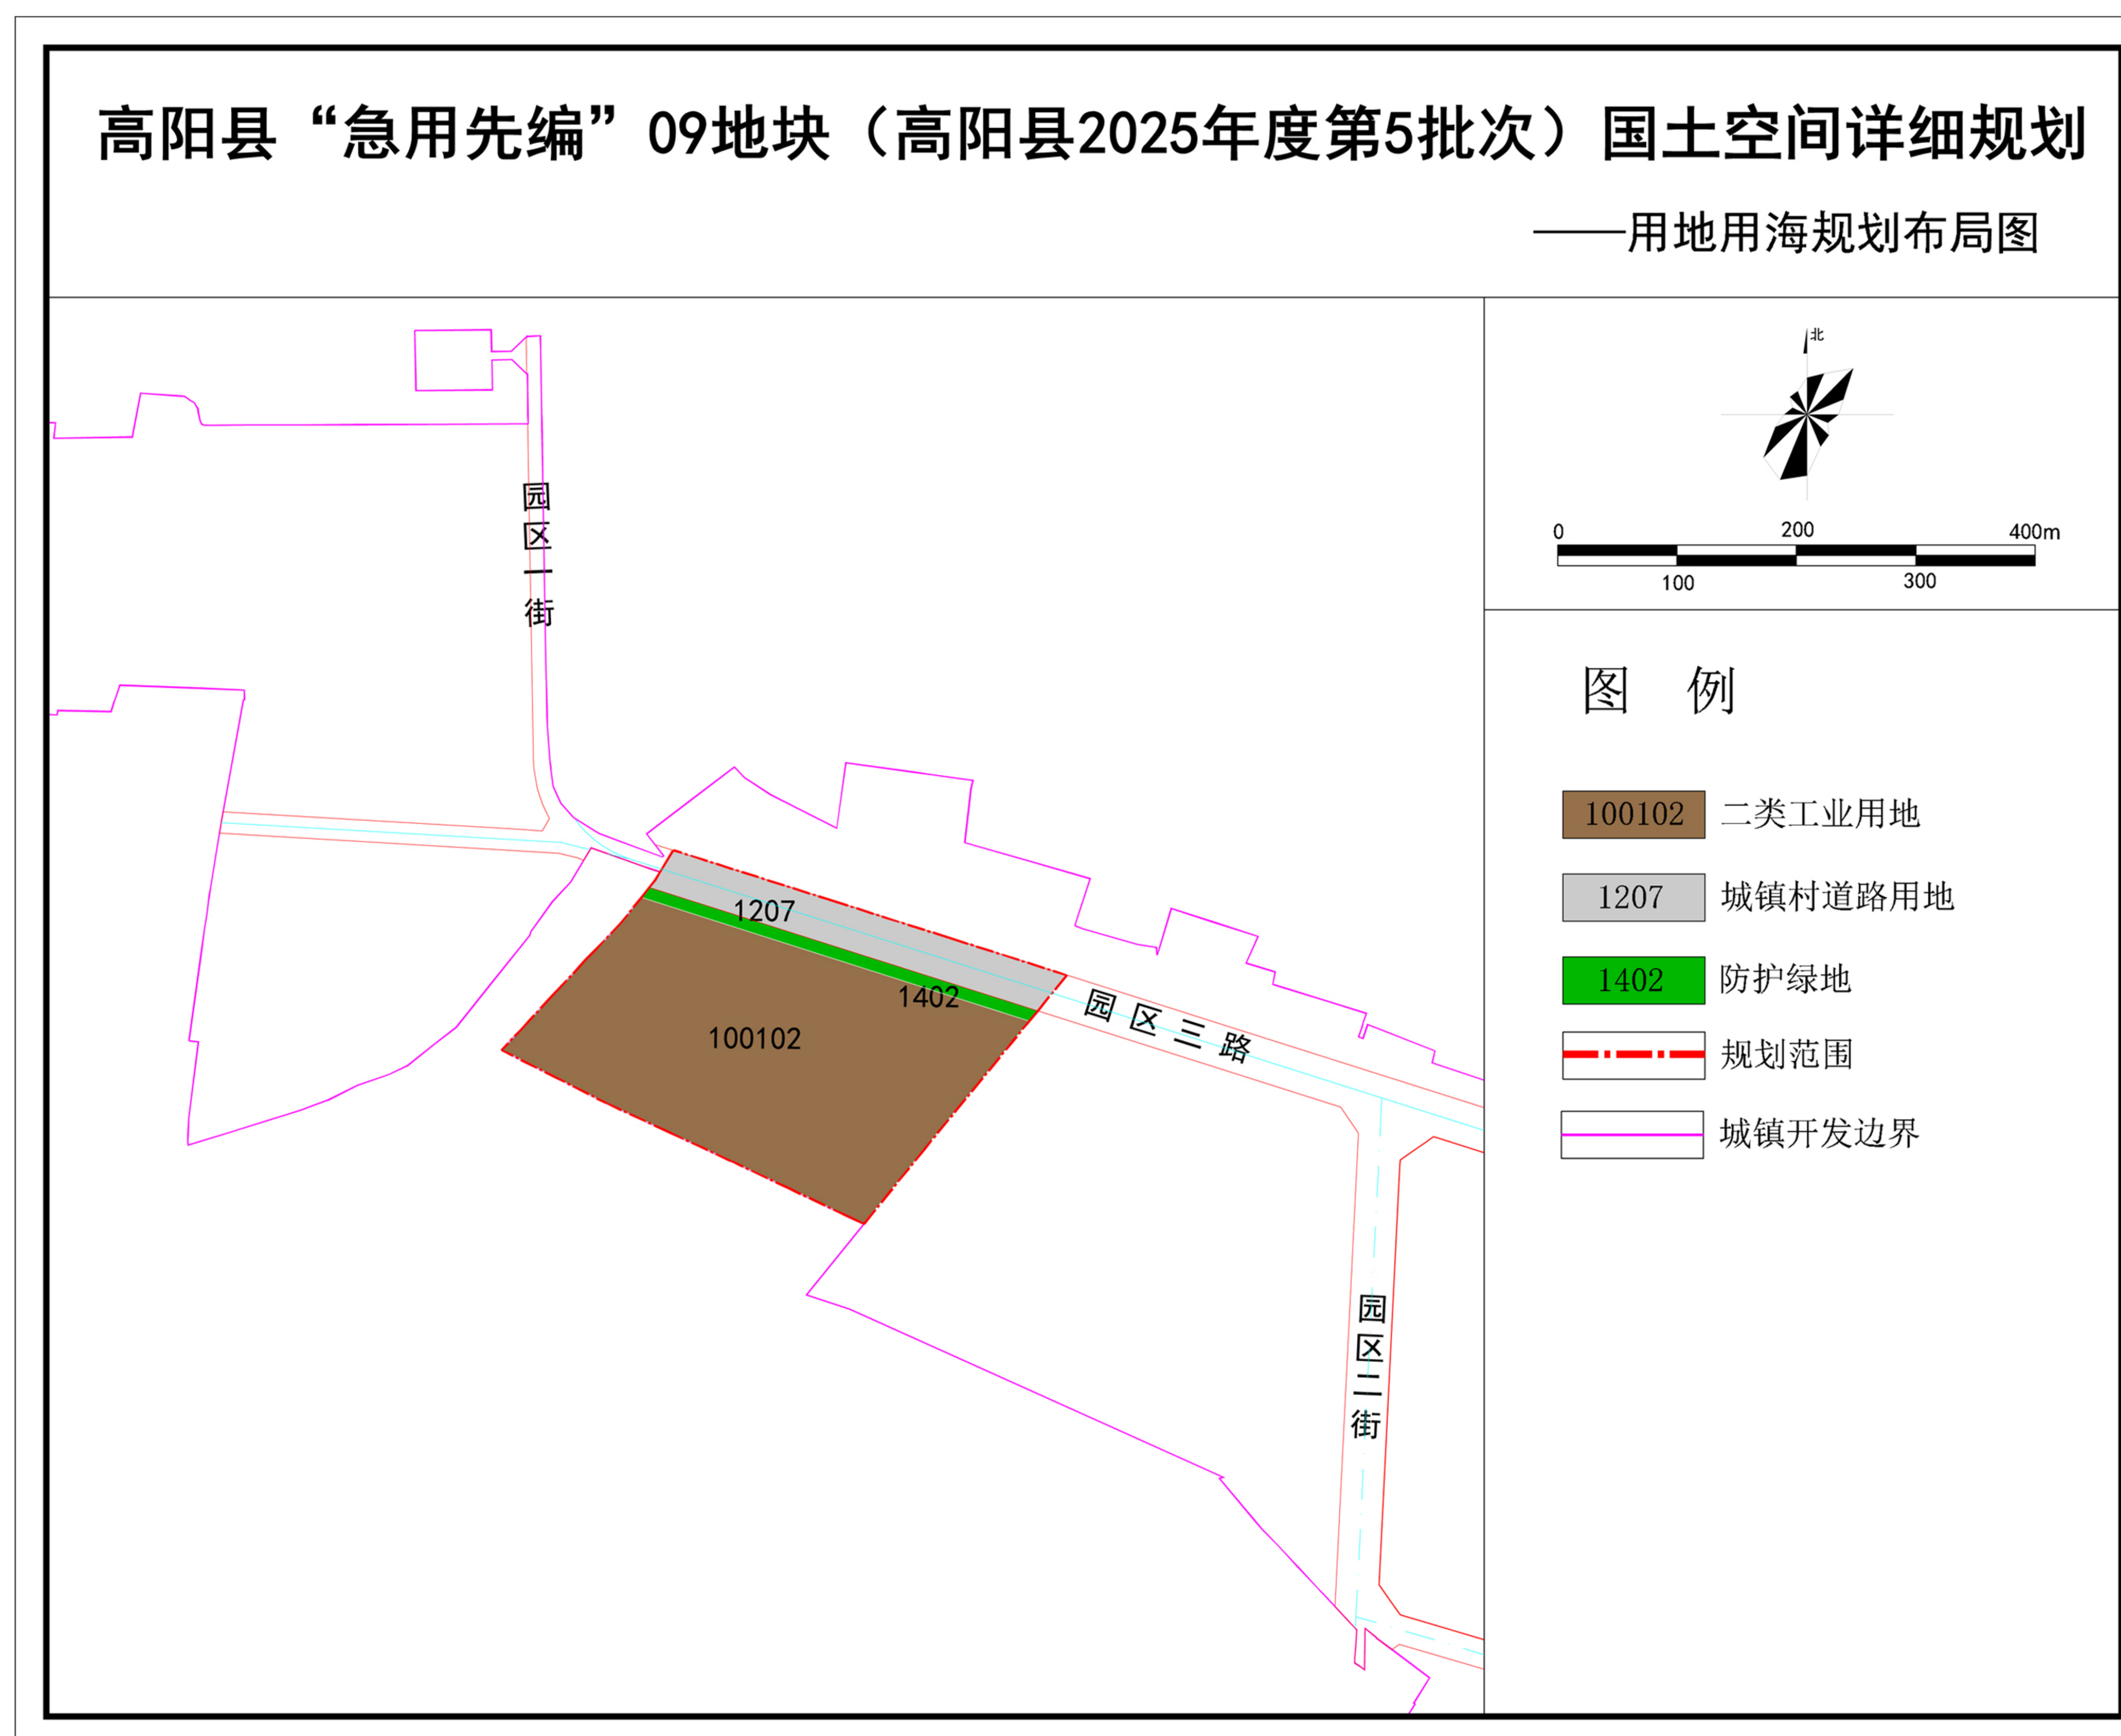 高阳县“急用先编”09地块（高阳县2025年度第5批次）国土空间详细规划
——用地用海规划布局图
北
0 200 400m
100 300
园区一街
1207
1402
100102
园区三路
园区二街
图 例
100102 二类工业用地
1207 城镇村道路用地
1402 防护绿地
规划范围
城镇开发边界